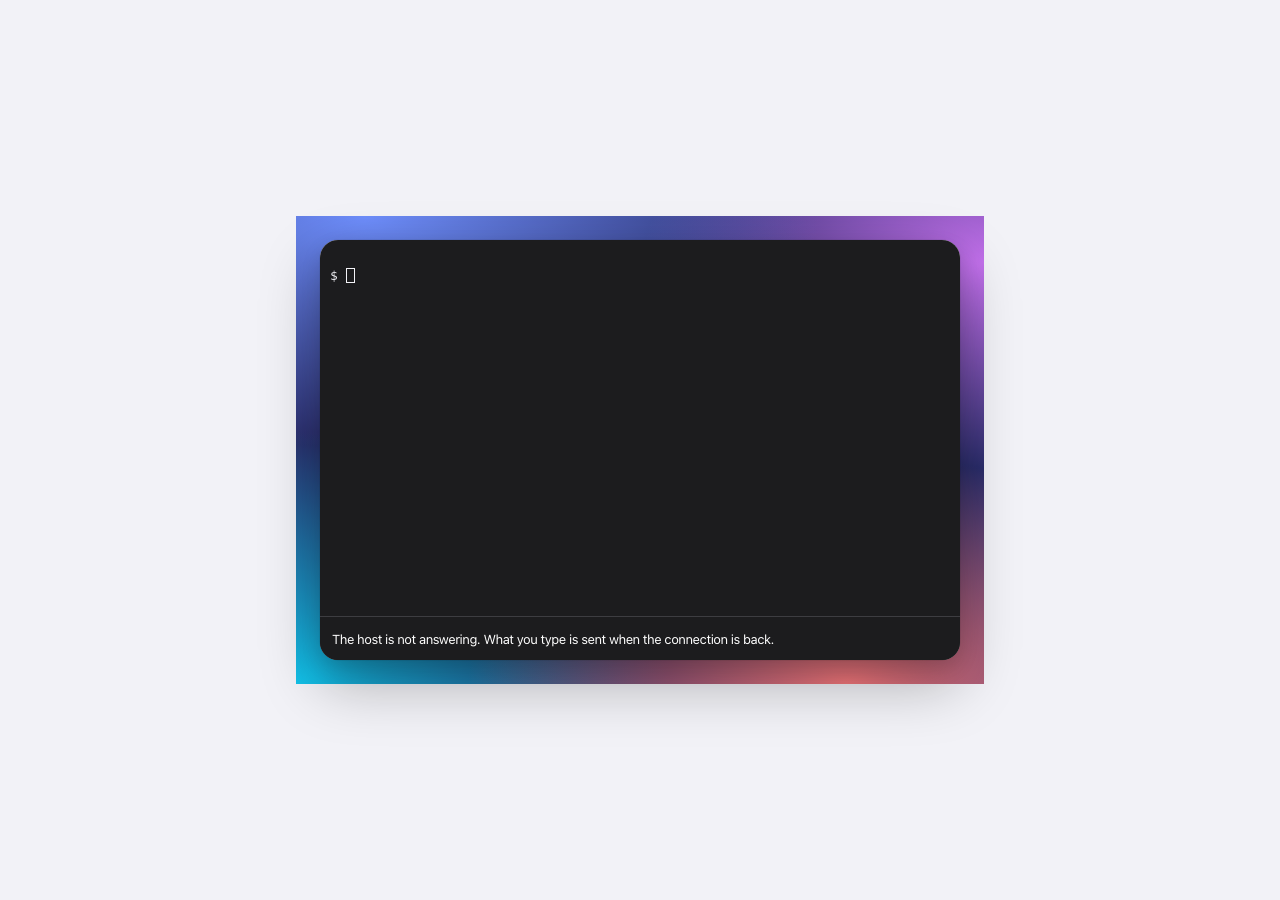 $
The host is not answering. What you type is sent when the connection is back.